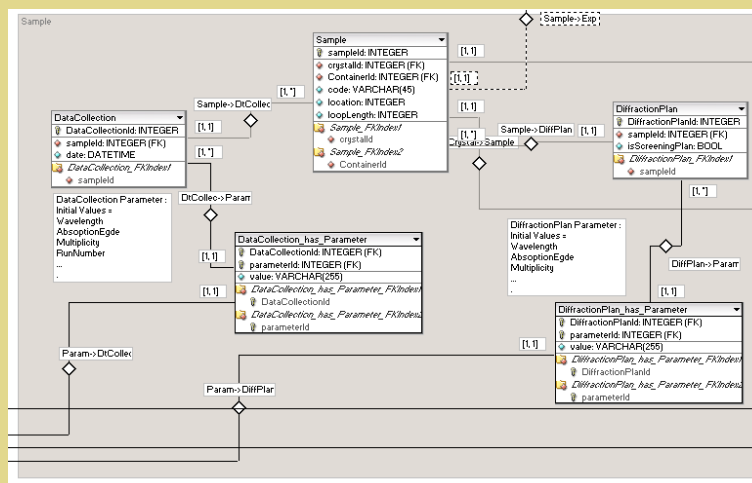 Sample
Sample->Exp
Sample
sampleId: INTEGER
crystalId: INTEGER (FK)
ContainerId: INTEGER (FK)
code: VARCHAR(45)
location: INTEGER
loopLength: INTEGER
Sample_FKIndex1
crystalId
Sample_FKIndex2
ContainerId
[1, 1]
[1, 1]
[1, 1]
[1, *]
Crystal->Sample
[1, *]
Sample->DtCollec
[1, 1]
DataCollection
DataCollectionId: INTEGER
sampleId: INTEGER (FK)
date: DATETIME
DataCollection_FKIndex1
sampleId
[1, *]
DtCollec->Param
DataCollection Parameter :
Initial Values =
Wavelength
AbsoptionEgde
Multiplicity
RunNumber
...
.
Sample->DiffPlan
[1, 1]
DiffractionPlan
DiffractionPlanId: INTEGER
sampleId: INTEGER (FK)
isScreeningPlan: BOOL
DiffractionPlan_FKIndex1
sampleId
[1, *]
DiffractionPlan Parameter :
Initial Values =
Wavelength
AbsoptionEgde
Multiplicity
...
.
DiffPlan->Param
[1, 1]
[1, 1]
DataCollection_has_Parameter
DataCollectionId: INTEGER (FK)
parameterId: INTEGER (FK)
value: VARCHAR(255)
DataCollection_has_Parameter_FKIndex1
DataCollectionId
DataCollection_has_Parameter_FKIndex2
parameterId
[1, 1]
Param->DtCollec
[1, 1]
DiffractionPlan_has_Parameter
DiffractionPlanId: INTEGER (FK)
parameterId: INTEGER (FK)
value: VARCHAR(255)
DiffractionPlan_has_Parameter_FKIndex1
DiffractionPlanId
DiffractionPlan_has_Parameter_FKIndex2
parameterId
Param->DiffPlan